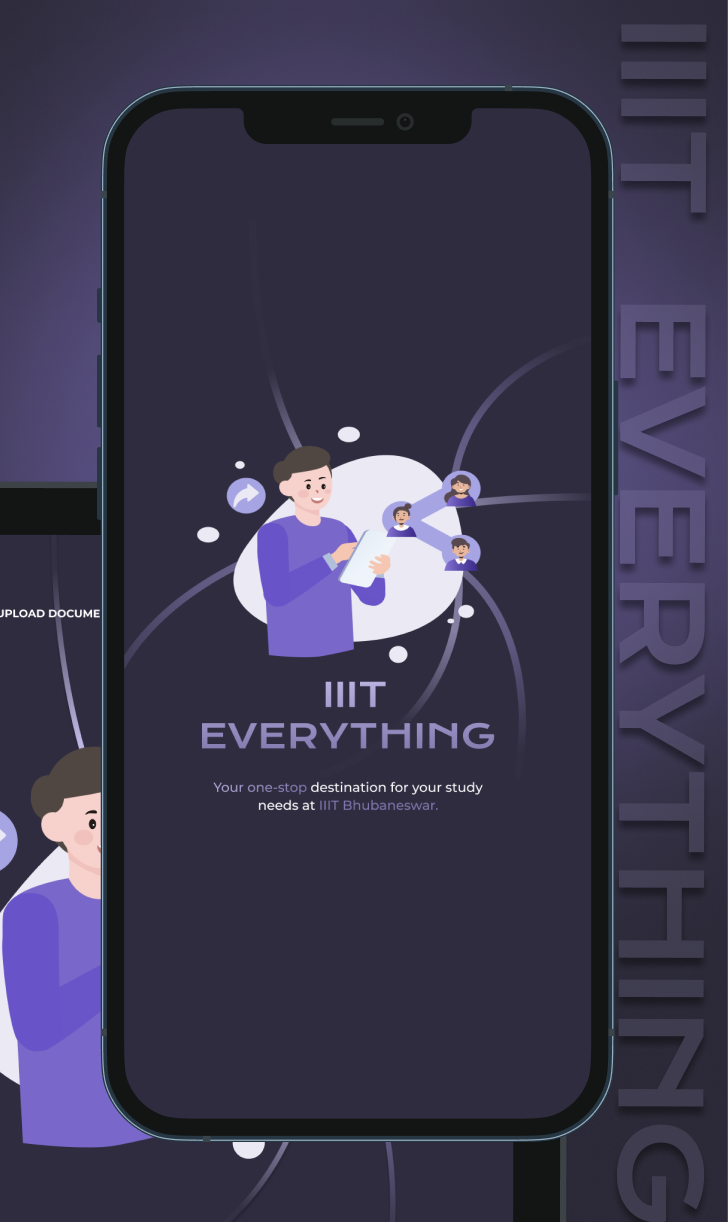 IIIT EVERYTHING
UPLOAD DOCUME
IIIT
EVERYTHING
Your one-stop destination for your study
needs at IIIT Bhubaneswar.